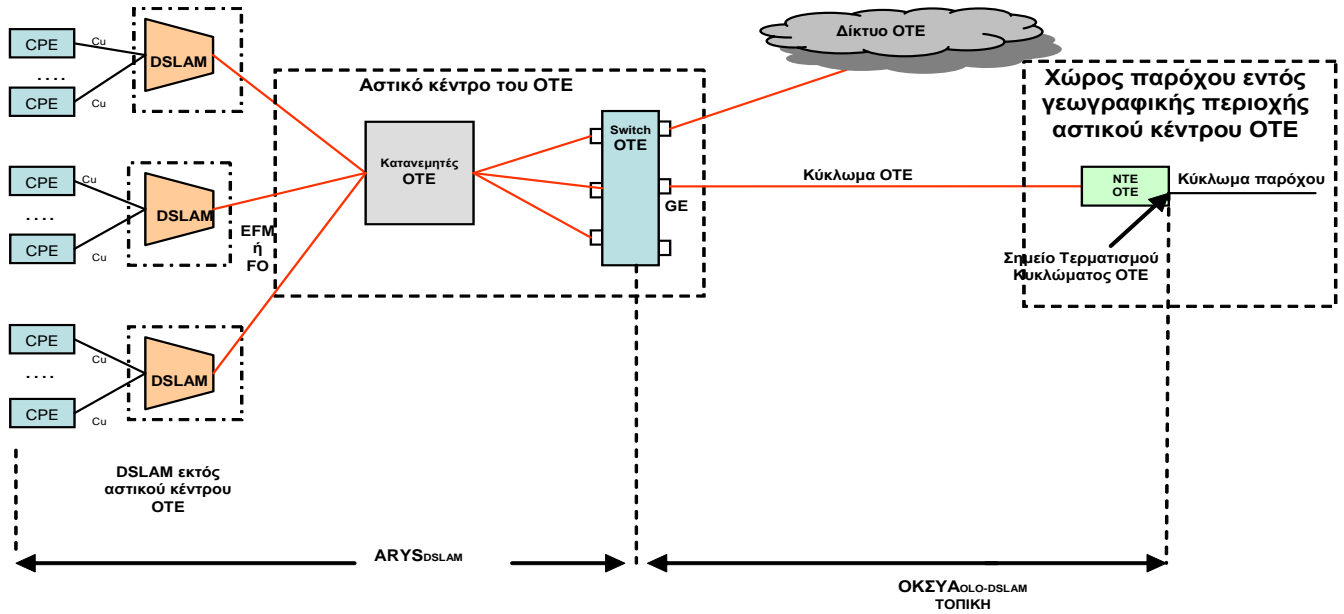 CPE
Cu
....
CPE
Cu
DSLAM
CPE
Cu
....
CPE
Cu
DSLAM
CPE
Cu
....
CPE
Cu
DSLAM
DSLAM εκτός
αστικού κέντρου
ΟΤΕ
EFM
ή
FO
Αστικό κέντρο του ΟΤΕ
Κατανεμητές
ΟΤΕ
Switch
ΟΤΕ
GE
Δίκτυο ΟΤΕ
Κύκλωμα ΟΤΕ
Χώρος παρόχου εντός
γεωγραφικής περιοχής
αστικού κέντρου ΟΤΕ
NTE
ΟΤΕ
Κύκλωμα παρόχου
Σημείο Τερματισμού
Κυκλώματος ΟΤΕ
ARYSDSLAM
ΟΚΣΥΑOLO-DSLAM
ΤΟΠΙΚΗ